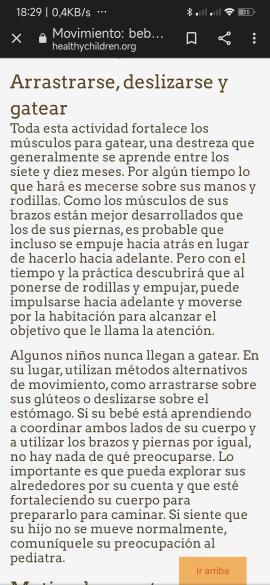 18:29 | 0,4KB/s ···
Movimiento: beb...
healthychildren.org
Arrastrarse, deslizarse y
gatear
Toda esta actividad fortalece los
músculos para gatear, una destreza que
generalmente se aprende entre los
siete y diez meses. Por algún tiempo lo
que hará es mecerse sobre sus manos y
rodillas. Como los músculos de sus
brazos están mejor desarrollados que
los de sus piernas, es probable que
incluso se empuje hacia atrás en lugar
de hacerlo hacia adelante. Pero con el
tiempo y la práctica descubrirá que al
ponerse de rodillas y empujar, puede
impulsarse hacia adelante y moverse
por la habitación para alcanzar el
objetivo que le llama la atención.
Algunos niños nunca llegan a gatear. En
su lugar, utilizan métodos alternativos
de movimiento, como arrastrarse sobre
sus glúteos o deslizarse sobre el
estómago. Si su bebé está aprendiendo
a coordinar ambos lados de su cuerpo y
a utilizar los brazos y piernas por igual,
no hay nada de qué preocuparse. Lo
importante es que pueda explorar sus
alrededores por su cuenta y que esté
fortaleciendo su cuerpo para
prepararlo para caminar. Si siente que
su hijo no se mueve normalmente,
comuníquele su preocupación al
pediatra.
Ir arriba